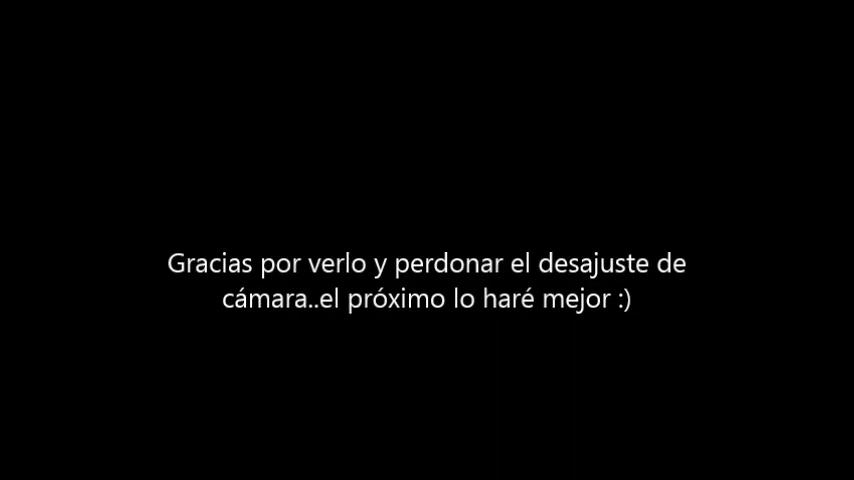 Gracias por verlo y perdonar el desajuste de
cámara..el próximo lo haré mejor :)